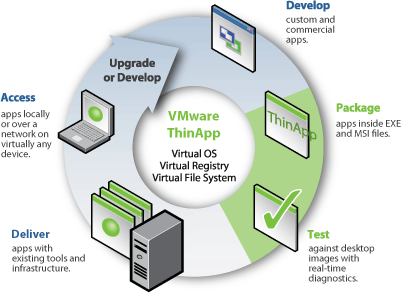 Develop
custom and
commercial
apps.
Upgrade
or Develop
Access
apps locally
or over a
network on
virtually any
device.
VMware
ThinApp
Virtual OS
Virtual Registry
Virtual File System
ThinApp
Package
apps inside EXE
and MSI files.
Deliver
apps with
existing tools and
infrastructure.
Test
against desktop
images with
real-time
diagnostics.